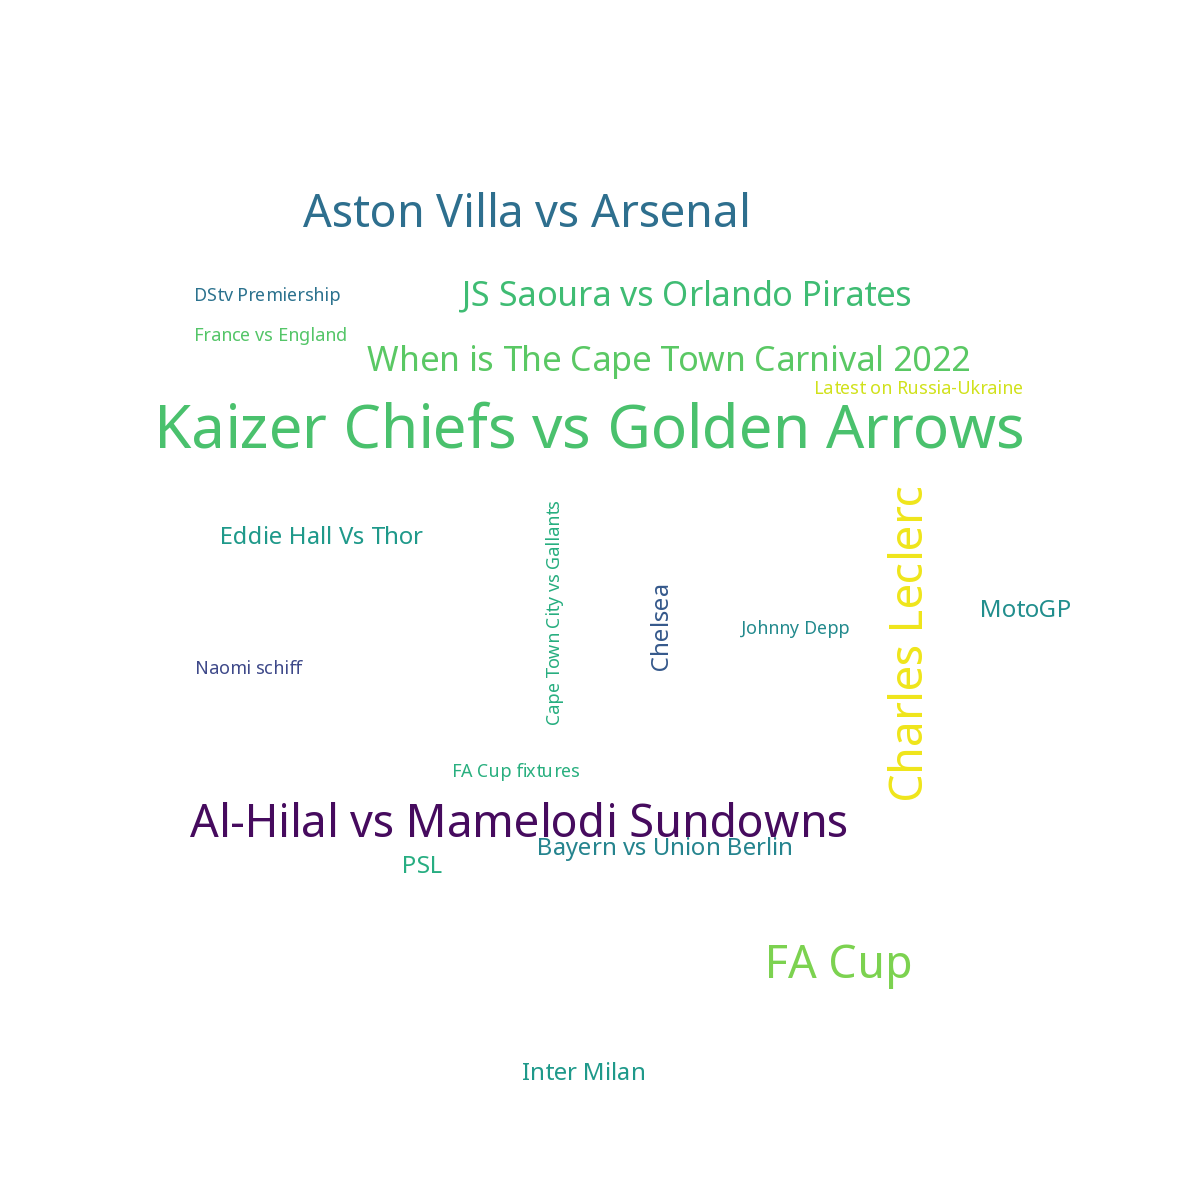 Aston Villa vs Arsenal
DStv Premiership
JS Saoura vs Orlando Pirates
France vs England
When is The Cape Town Carnival 2022
Latest on Russia-Ukraine
Kaizer Chiefs vs Golden Arrows
Eddie Hall Vs Thor
Cape Town City vs Gallants
Chelsea
Johnny Depp
Charles Leclerc
MotoGP
Naomi schiff
FA Cup fixtures
Al-Hilal vs Mamelodi Sundowns
Bayern vs Union Berlin
PSL
FA Cup
Inter Milan